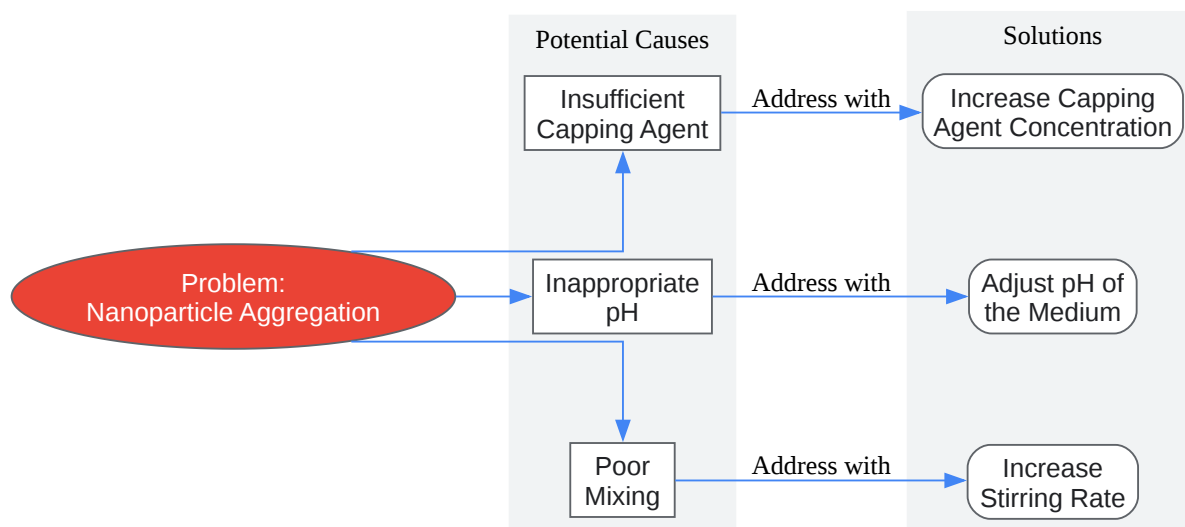 Potential Causes
Solutions
Insufficient
Capping Agent
Address with
Increase Capping
Agent Concentration
Problem:
Nanoparticle Aggregation
Inappropriate
pH
Address with
Adjust pH of
the Medium
Poor
Mixing
Address with
Increase
Stirring Rate